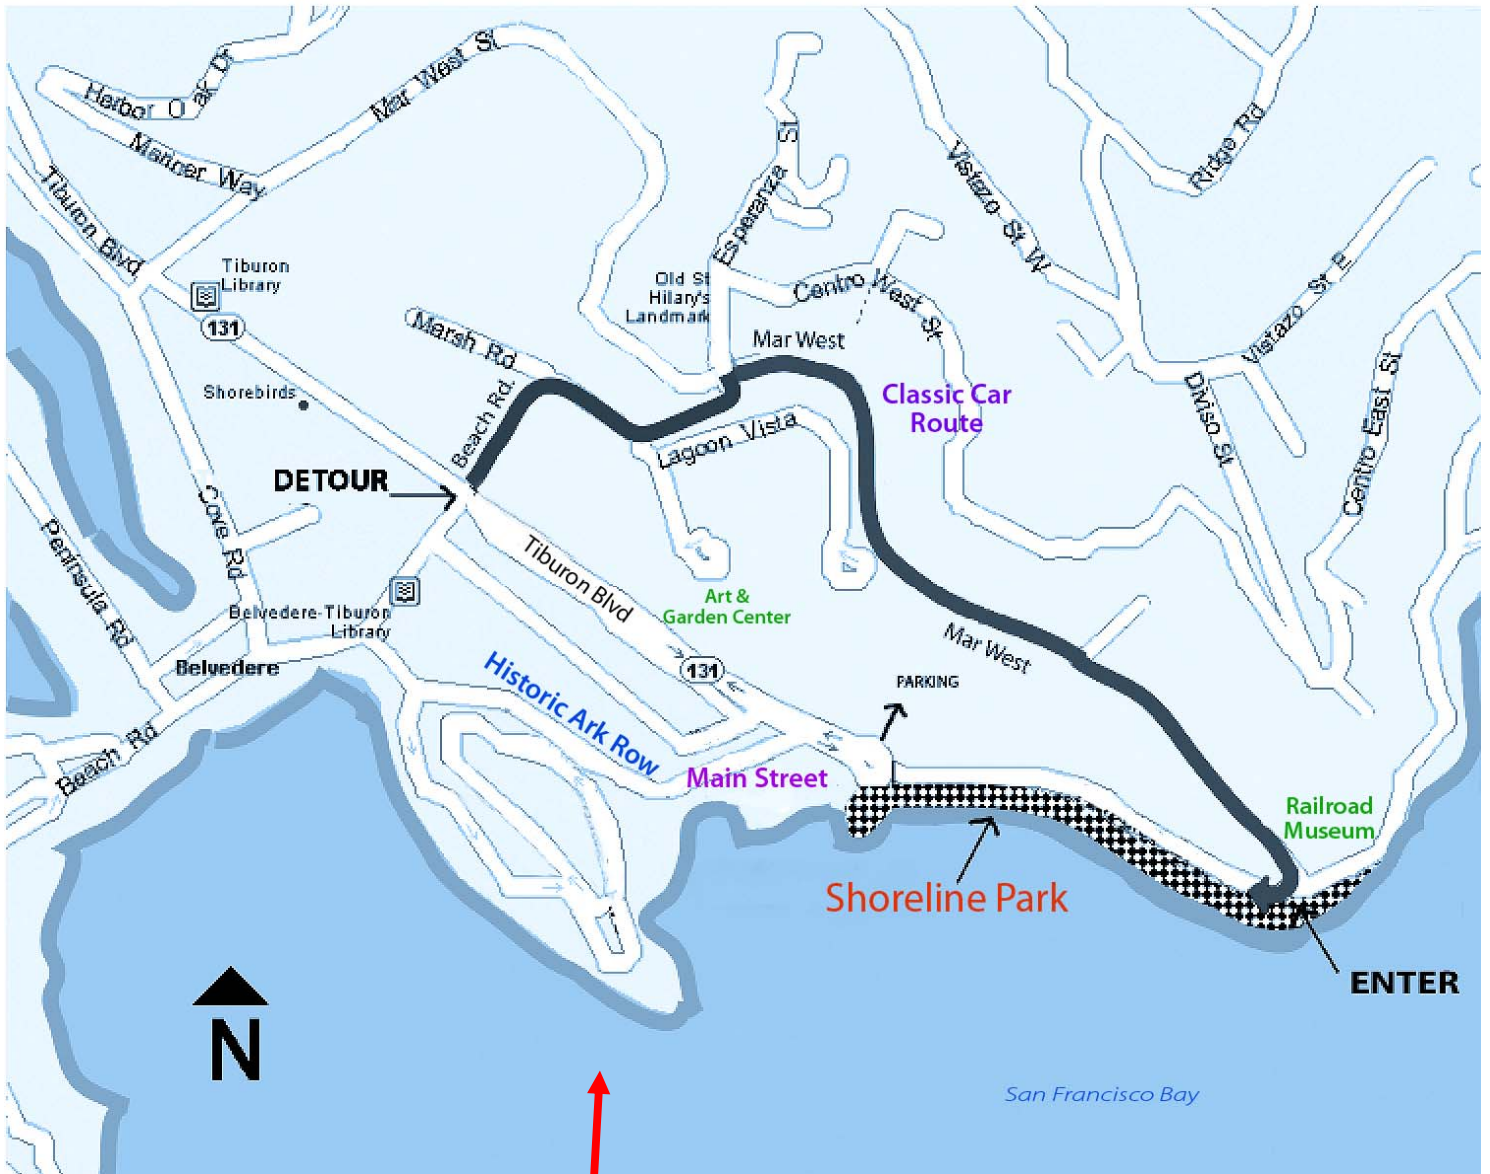 Mar West St
Harbor Oak Dr
Mariner Way
Tiburon Blvd
Tiburon
Library
131
Shorebirds
Marsh Rd
Beach Rd.
DETOUR
Old St
Hilary's
Landmark
Esperanza St
Centro West St
Mar West
Classic Car
Route
Lagoon Vista
Vistazo St W
Ridge Rd
Vistazo St E
Diviso St
Centro East St
Cove Rd
Peninsula Rd
Belvedere-Tiburon
Library
Belvedere
Beach Rd
Tiburon Blvd
Art &
Garden Center
131
Historic Ark Row
Main Street
Mar West
PARKING
Railroad
Museum
Shoreline Park
ENTER
N
San Francisco Bay